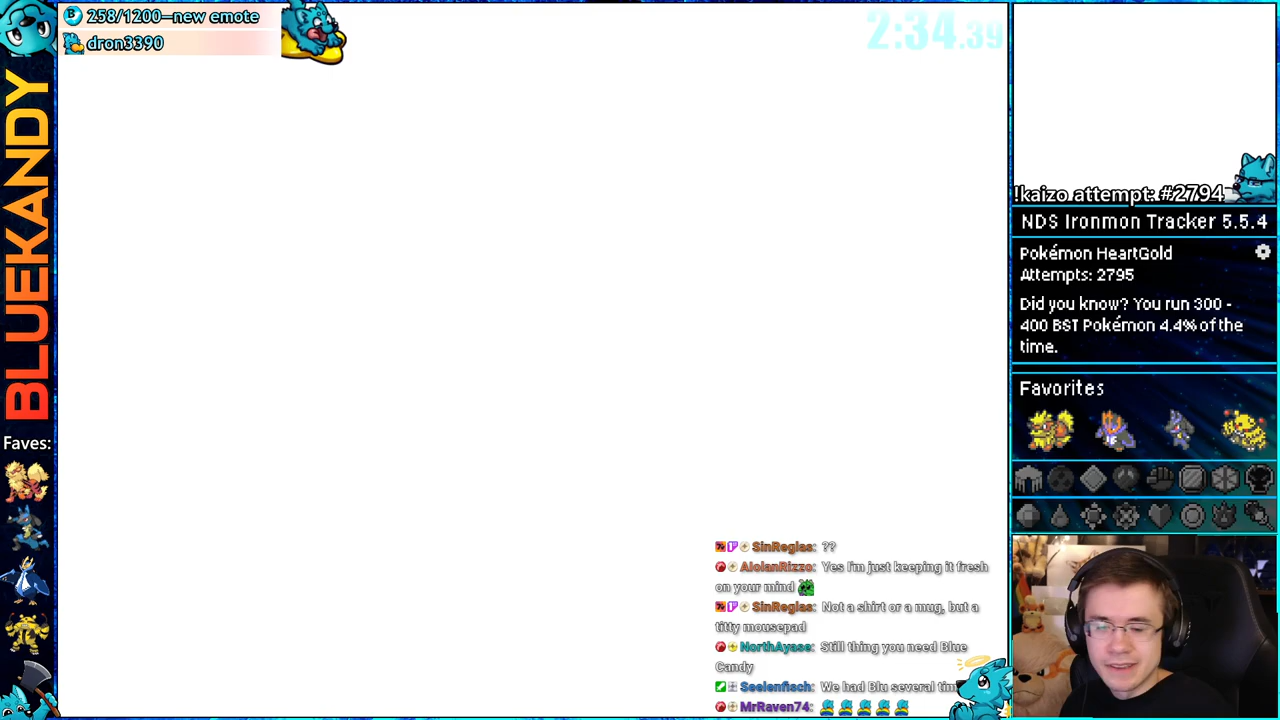 258/1200—new emote
dron3390
2:34.39
BLUEKANDY
Faves:
!kaizo attempt: #2794
NDS Ironmon Tracker 5.5.4
Pokémon HeartGold
Attempts: 2795
Did you know? You run 300 -
400 BST Pokémon 4.4% of the
time.
Favorites
SinReglas: ??
AlolanRizzo: Yes I'm just keeping it fresh
on your mind
SinReglas: Not a shirt or a mug, but a
titty mousepad
NorthAyase: Still thing you need Blue
Candy
Seelenfisch: We had Blu several tim
MrRaven74: